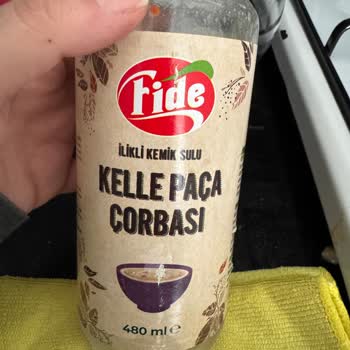 Fide
İLİKLİ KEMİK SULU
KELLE PAÇA
ÇORBASI
480 ml e